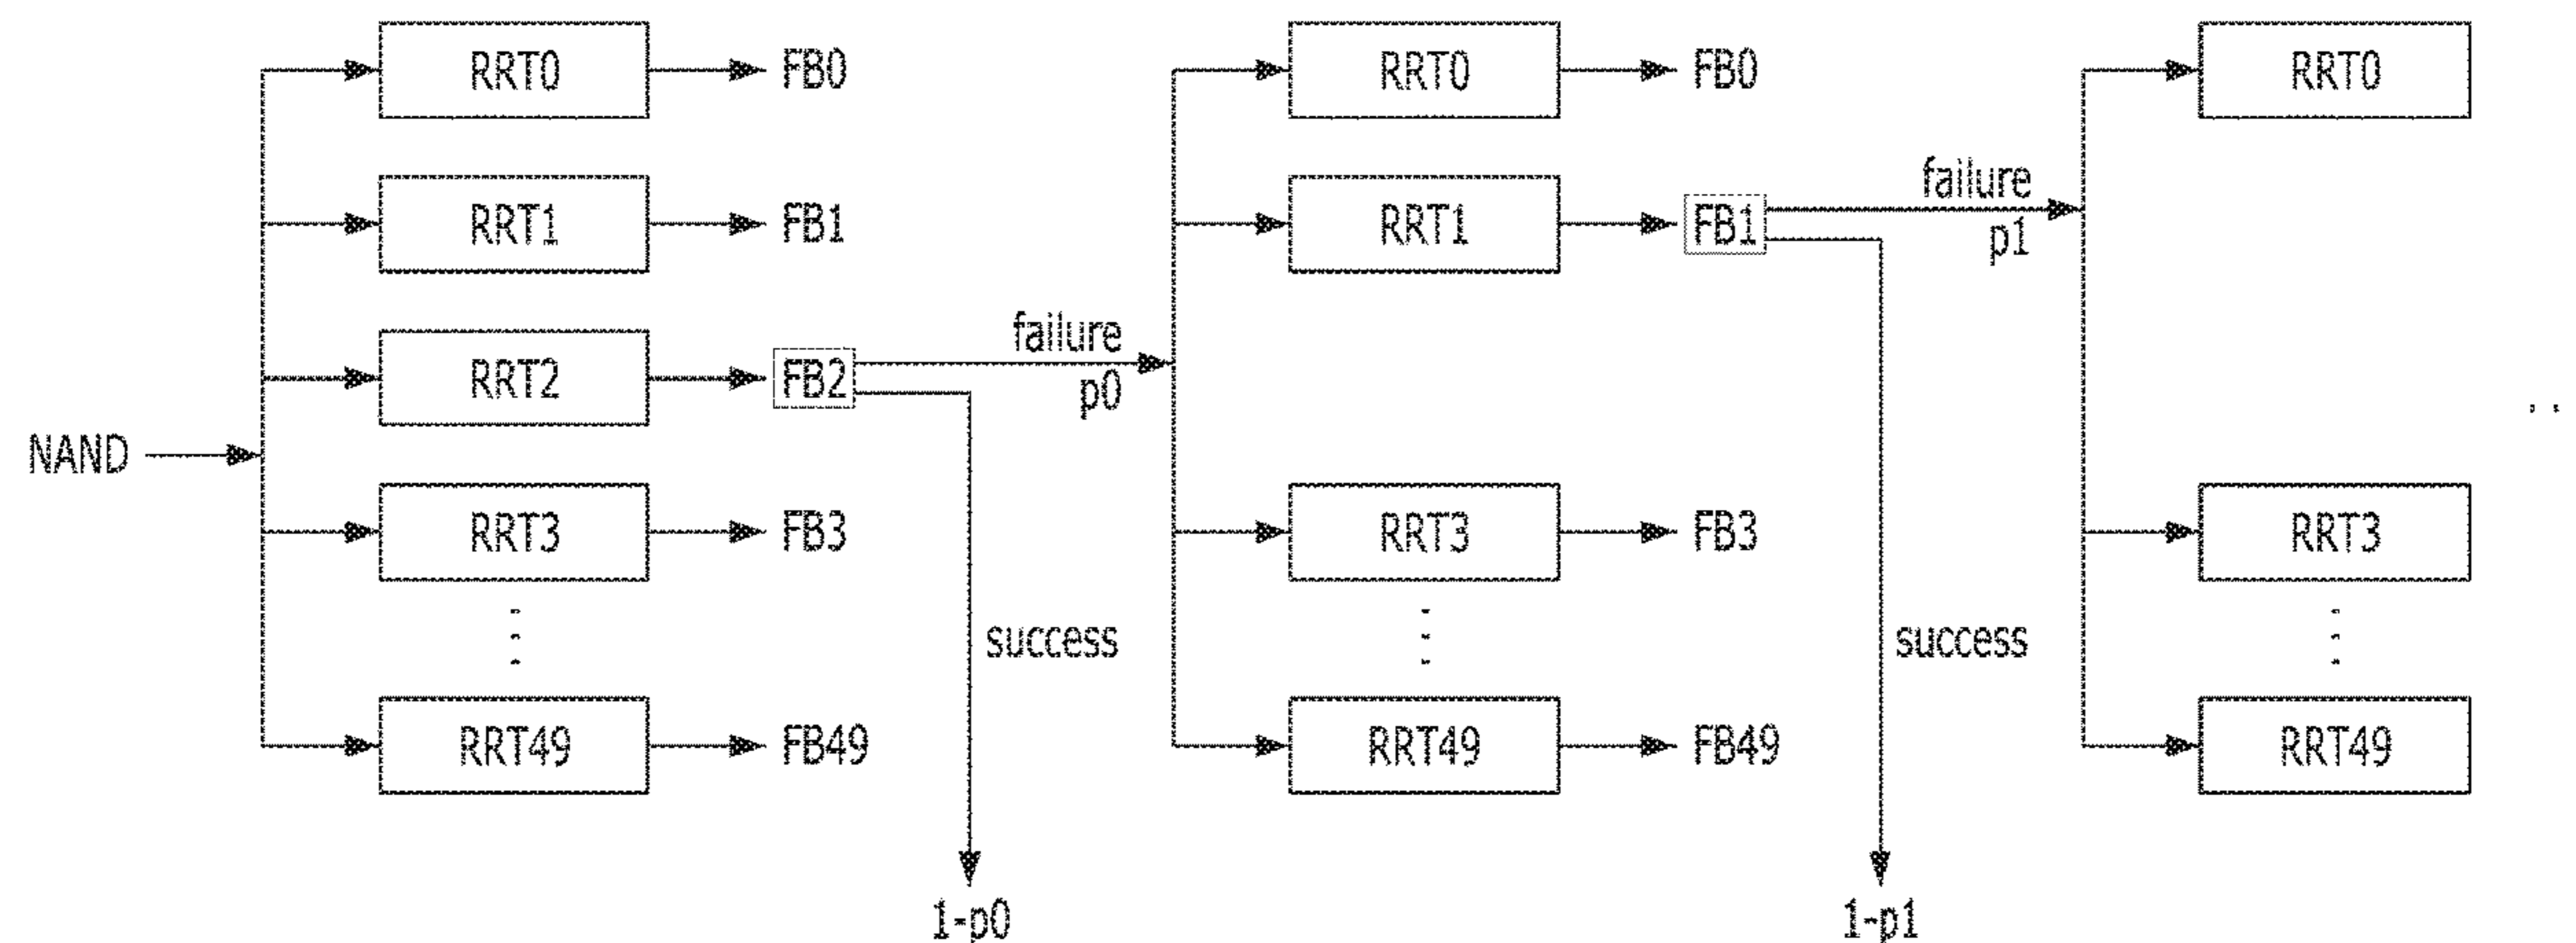 RRT0 FB0 RRT0 FB0 RRT0
RRT1 FB1 RRT1 FB1 failure p1
RRT2 FB2 failure p0
NAND
RRT3 FB3 RRT3 FB3 RRT3
success success
RRT49 FB49 RRT49 FB49 RRT49
1-p0 1-p1